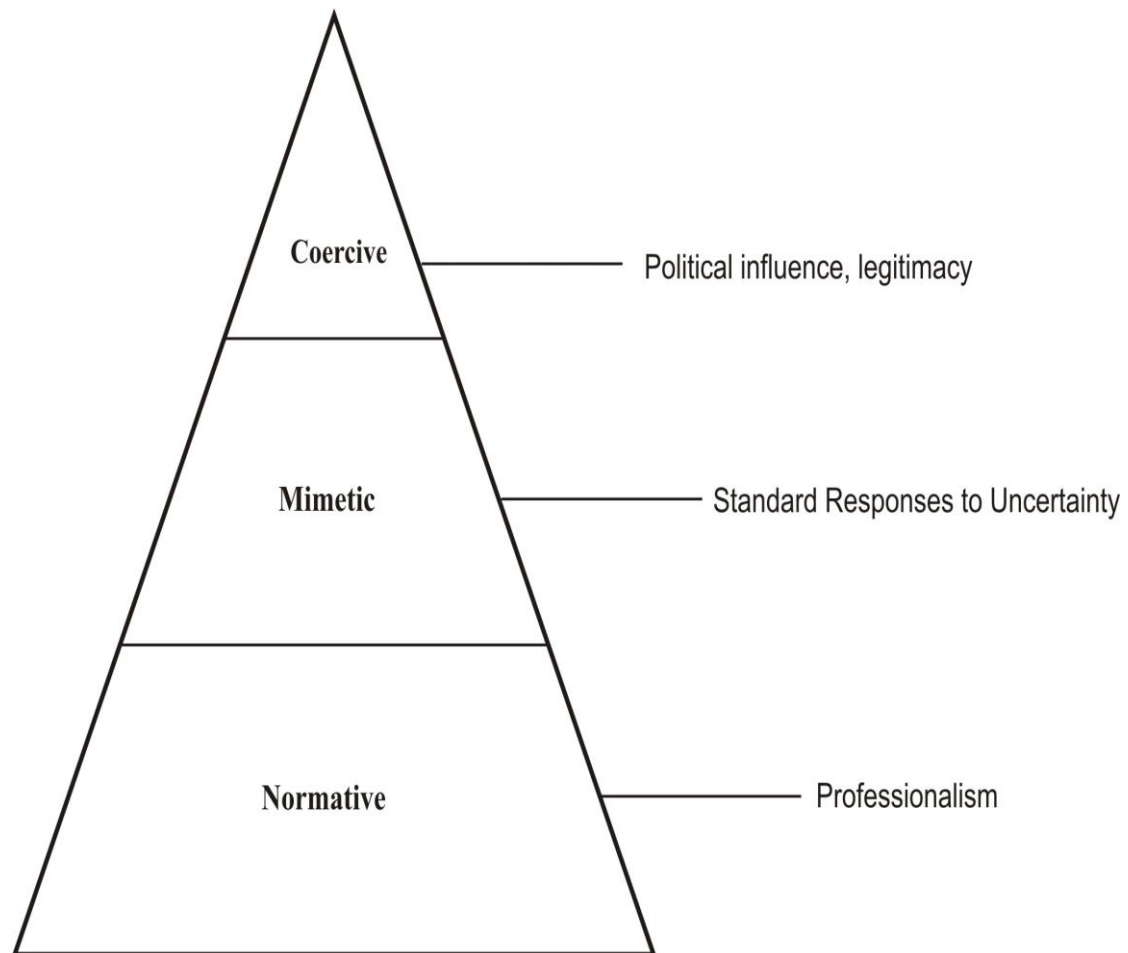 Coercive
Political influence, legitimacy
Mimetic
Standard Responses to Uncertainty
Normative
Professionalism